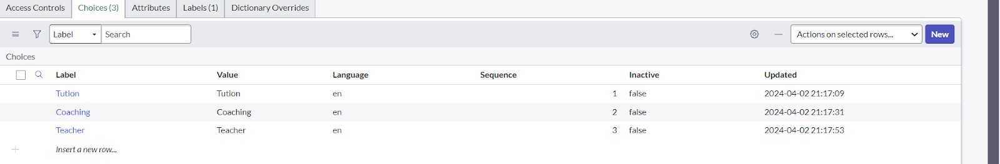 Access Controls Choices (3) Attributes Labels (1) Dictionary Overrides
Label Search Actions on selected rows... New
Choices
Label Value Language Sequence Inactive Updated
Tution Tution en 1 false 2024-04-02 21:17:09
Coaching Coaching en 2 false 2024-04-02 21:17:31
Teacher Teacher en 3 false 2024-04-02 21:17:53
Insert a new row...